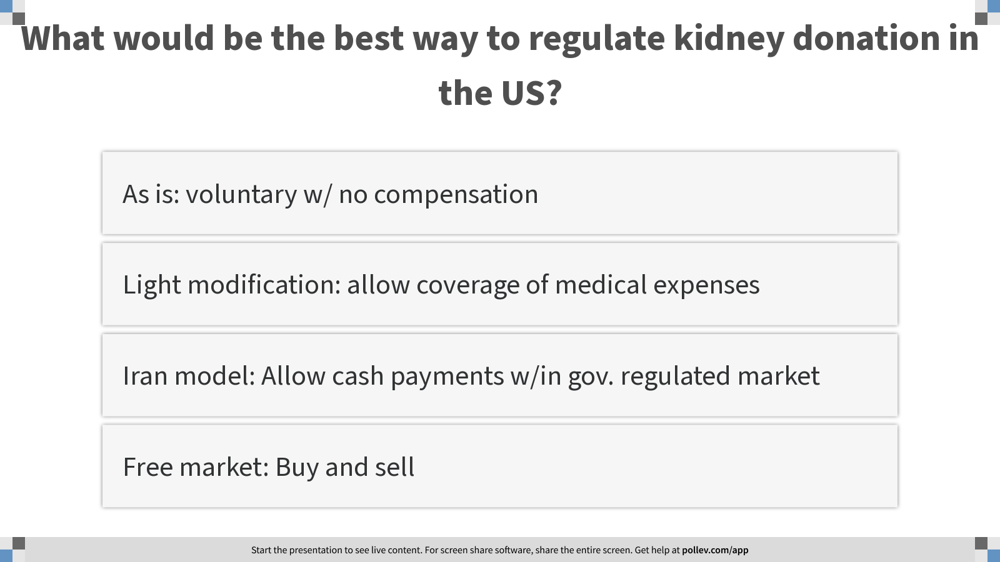 What would be the best way to regulate kidney donation in
the US?
As is: voluntary w/ no compensation
Light modification: allow coverage of medical expenses
Iran model: Allow cash payments w/in gov. regulated market
Free market: Buy and sell
Start the presentation to see live content. For screen share software, share the entire screen. Get help at pollev.com/app